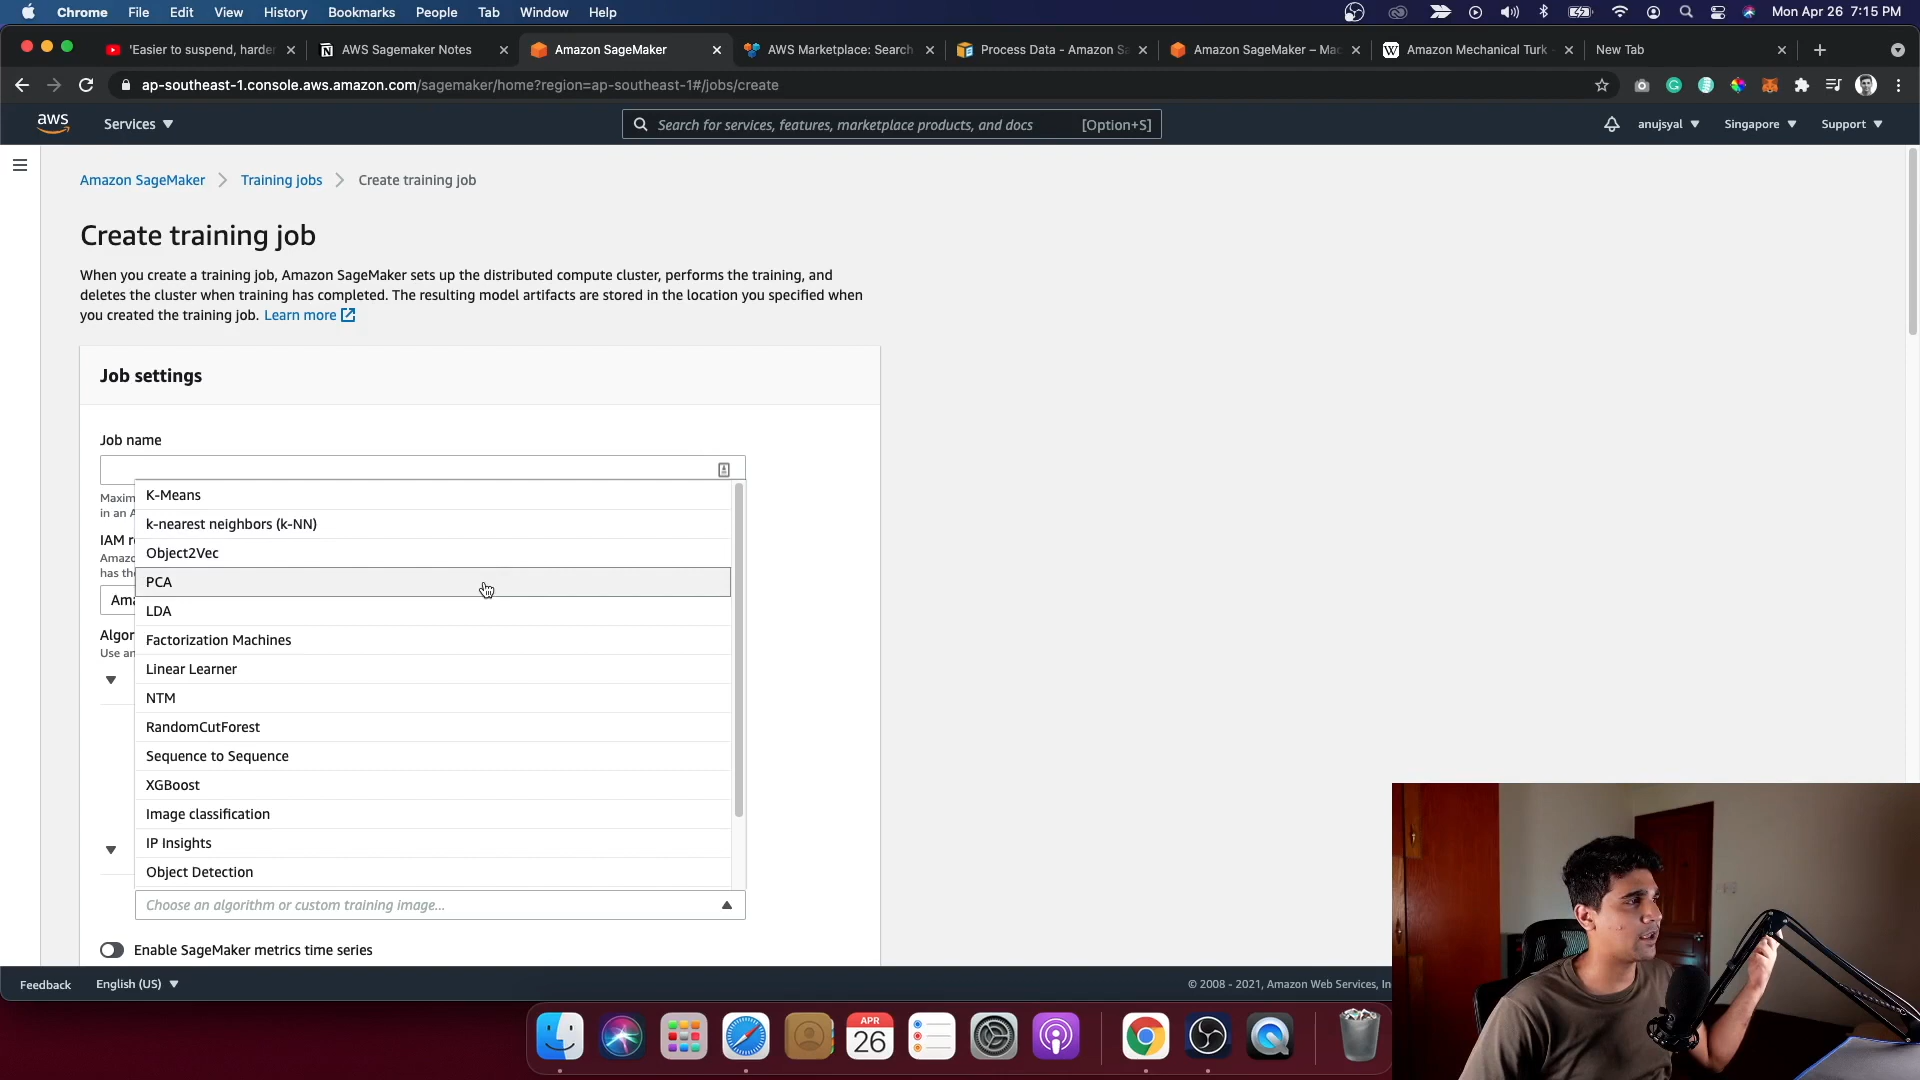 Chrome File Edit View History Bookmarks People Tab Window Help Mon Apr 26 7:15 PM
'Easier to suspend, harder AWS Sagemaker Notes Amazon SageMaker AWS Marketplace: Search Process Data - Amazon Sa Amazon SageMaker – Mac Amazon Mechanical Turk - New Tab
ap-southeast-1.console.aws.amazon.com/sagemaker/home?region=ap-southeast-1#/jobs/create
aws Services Search for services, features, marketplace products, and docs [Option+S] anujsyal Singapore Support
Amazon SageMaker Training jobs Create training job
Create training job
When you create a training job, Amazon SageMaker sets up the distributed compute cluster, performs the training, and
deletes the cluster when training has completed. The resulting model artifacts are stored in the location you specified when
you created the training job. Learn more
Job settings
Job name
K-Means
Maxim
in an A
k-nearest neighbors (k-NN)
IAM r
Object2Vec
Amazo
has th
PCA
Ama
LDA
Algor
Factorization Machines
Use an
Linear Learner
NTM
RandomCutForest
Sequence to Sequence
XGBoost
Image classification
IP Insights
Object Detection
Choose an algorithm or custom training image...
Enable SageMaker metrics time series
Feedback English (US) © 2008 - 2021, Amazon Web Services, In
APR
26